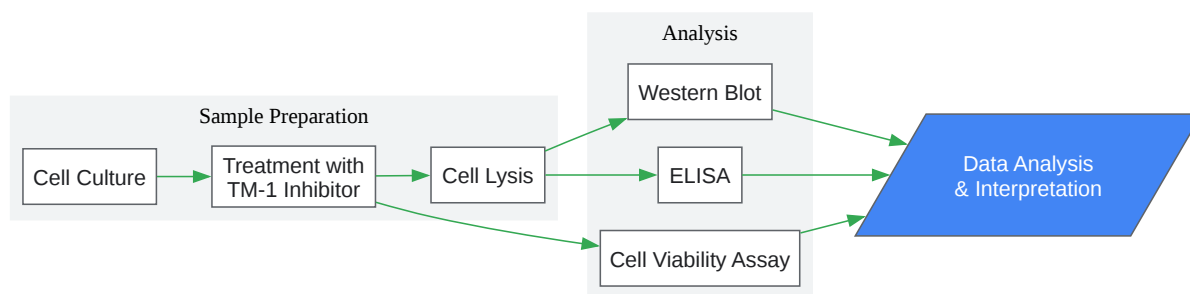 Sample Preparation
Cell Culture
Treatment with
TM-1 Inhibitor
Cell Lysis
Analysis
Western Blot
ELISA
Cell Viability Assay
Data Analysis
& Interpretation